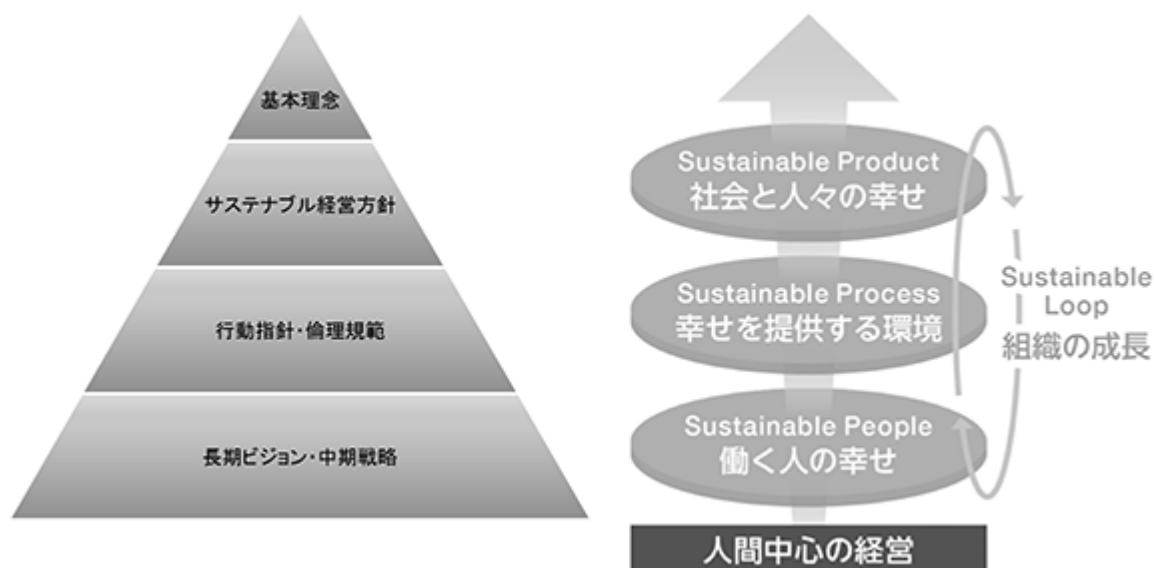 基本理念
サステナブル経営方針
行動指針・倫理規範
長期ビジョン・中期戦略
Sustainable Product
社会と人々の幸せ
Sustainable Process
幸せを提供する環境
Sustainable People
働く人の幸せ
Sustainable
Loop
組織の成長
人間中心の経営